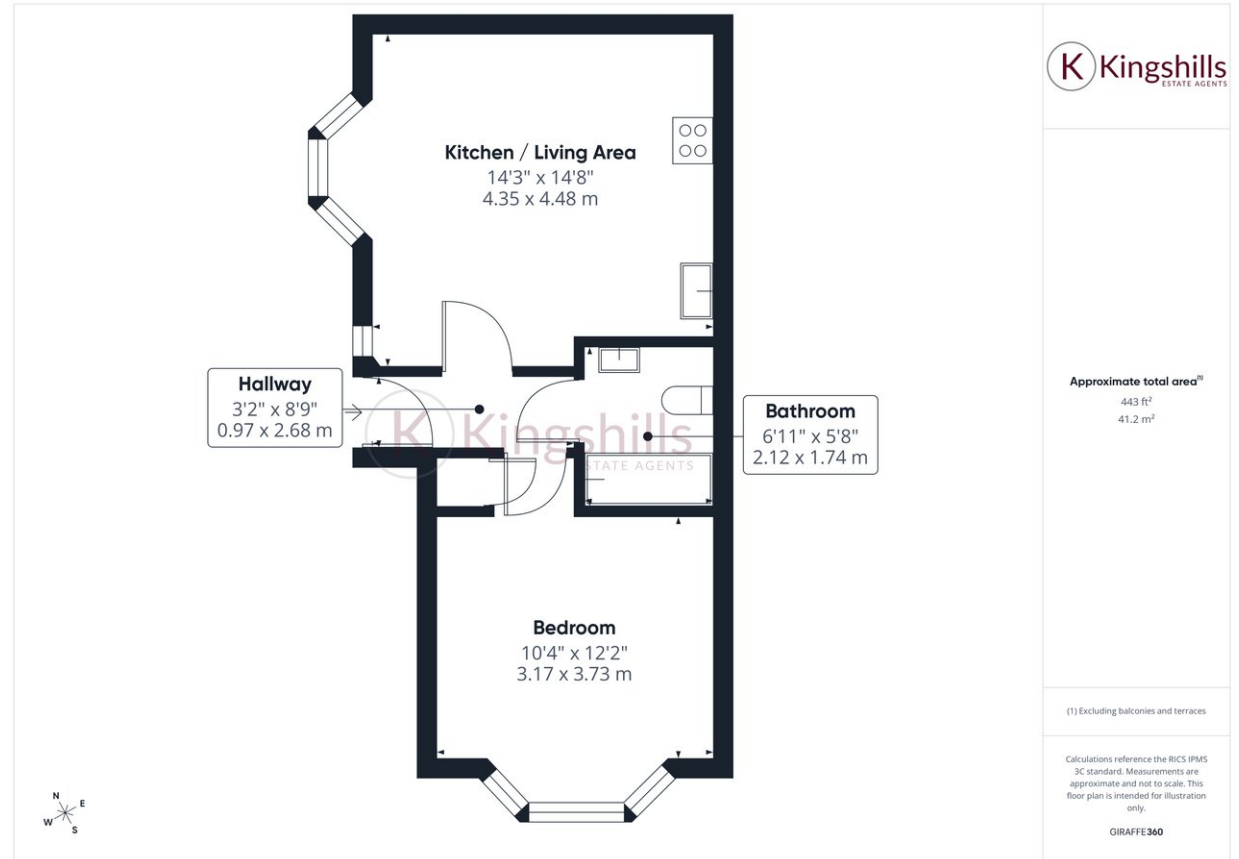 Kitchen / Living Area
14'3" x 14'8"
4.35 x 4.48 m
Hallway
3'2" x 8'9"
0.97 x 2.68 m
K Kingshills
ESTATE AGENTS
Bathroom
6'11" x 5'8"
2.12 x 1.74 m
Bedroom
10'4" x 12'2"
3.17 x 3.73 m
N
E
W
S
K Kingshills
ESTATE AGENTS
Approximate total area⁽¹⁾
443 ft²
41.2 m²
(1) Excluding balconies and terraces
Calculations reference the RICS IPMS
3C standard. Measurements are
approximate and not to scale. This
floor plan is intended for illustration
only.
GIRAFFE360